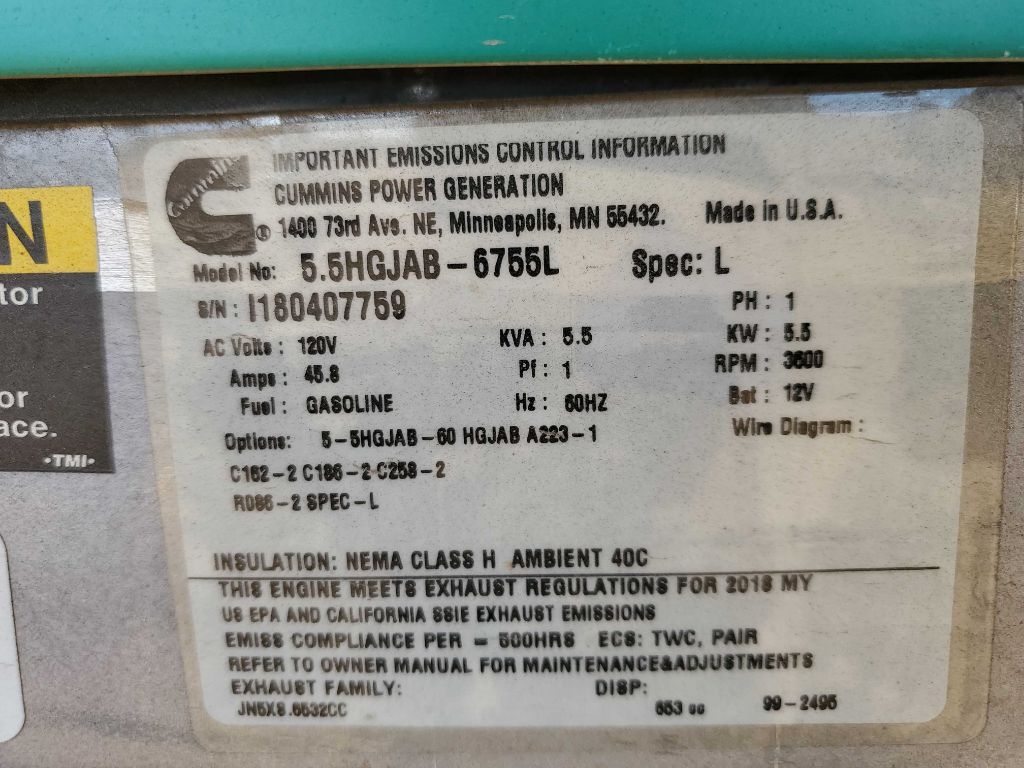 N
tor
or
ace.
•TMI•
Cummins
IMPORTANT EMISSIONS CONTROL INFORMATION
CUMMINS POWER GENERATION
® 1400 73rd Ave. NE, Minneapolis, MN 55432. Made in U.S.A.
Model No: 5.5HGJAB-6755L Spec: L
S/N: I180407759 PH: 1
AC Volts: 120V KVA: 5.5 KW: 5.5
Amps: 45.8 Pf: 1 RPM: 3600
Fuel: GASOLINE Hz: 60HZ Bat: 12V
Options: 5-5HGJAB-60 HGJAB A223-1 Wire Diagram:
C162-2 C186-2 C258-2
R086-2 SPEC-L
INSULATION: NEMA CLASS H AMBIENT 40C
THIS ENGINE MEETS EXHAUST REGULATIONS FOR 2018 MY
US EPA AND CALIFORNIA SSIE EXHAUST EMISSIONS
EMISS COMPLIANCE PER = 500HRS ECS: TWC, PAIR
REFER TO OWNER MANUAL FOR MAINTENANCE&ADJUSTMENTS
EXHAUST FAMILY: DISP:
JN5XS.6532CC 653 cc 99-2495